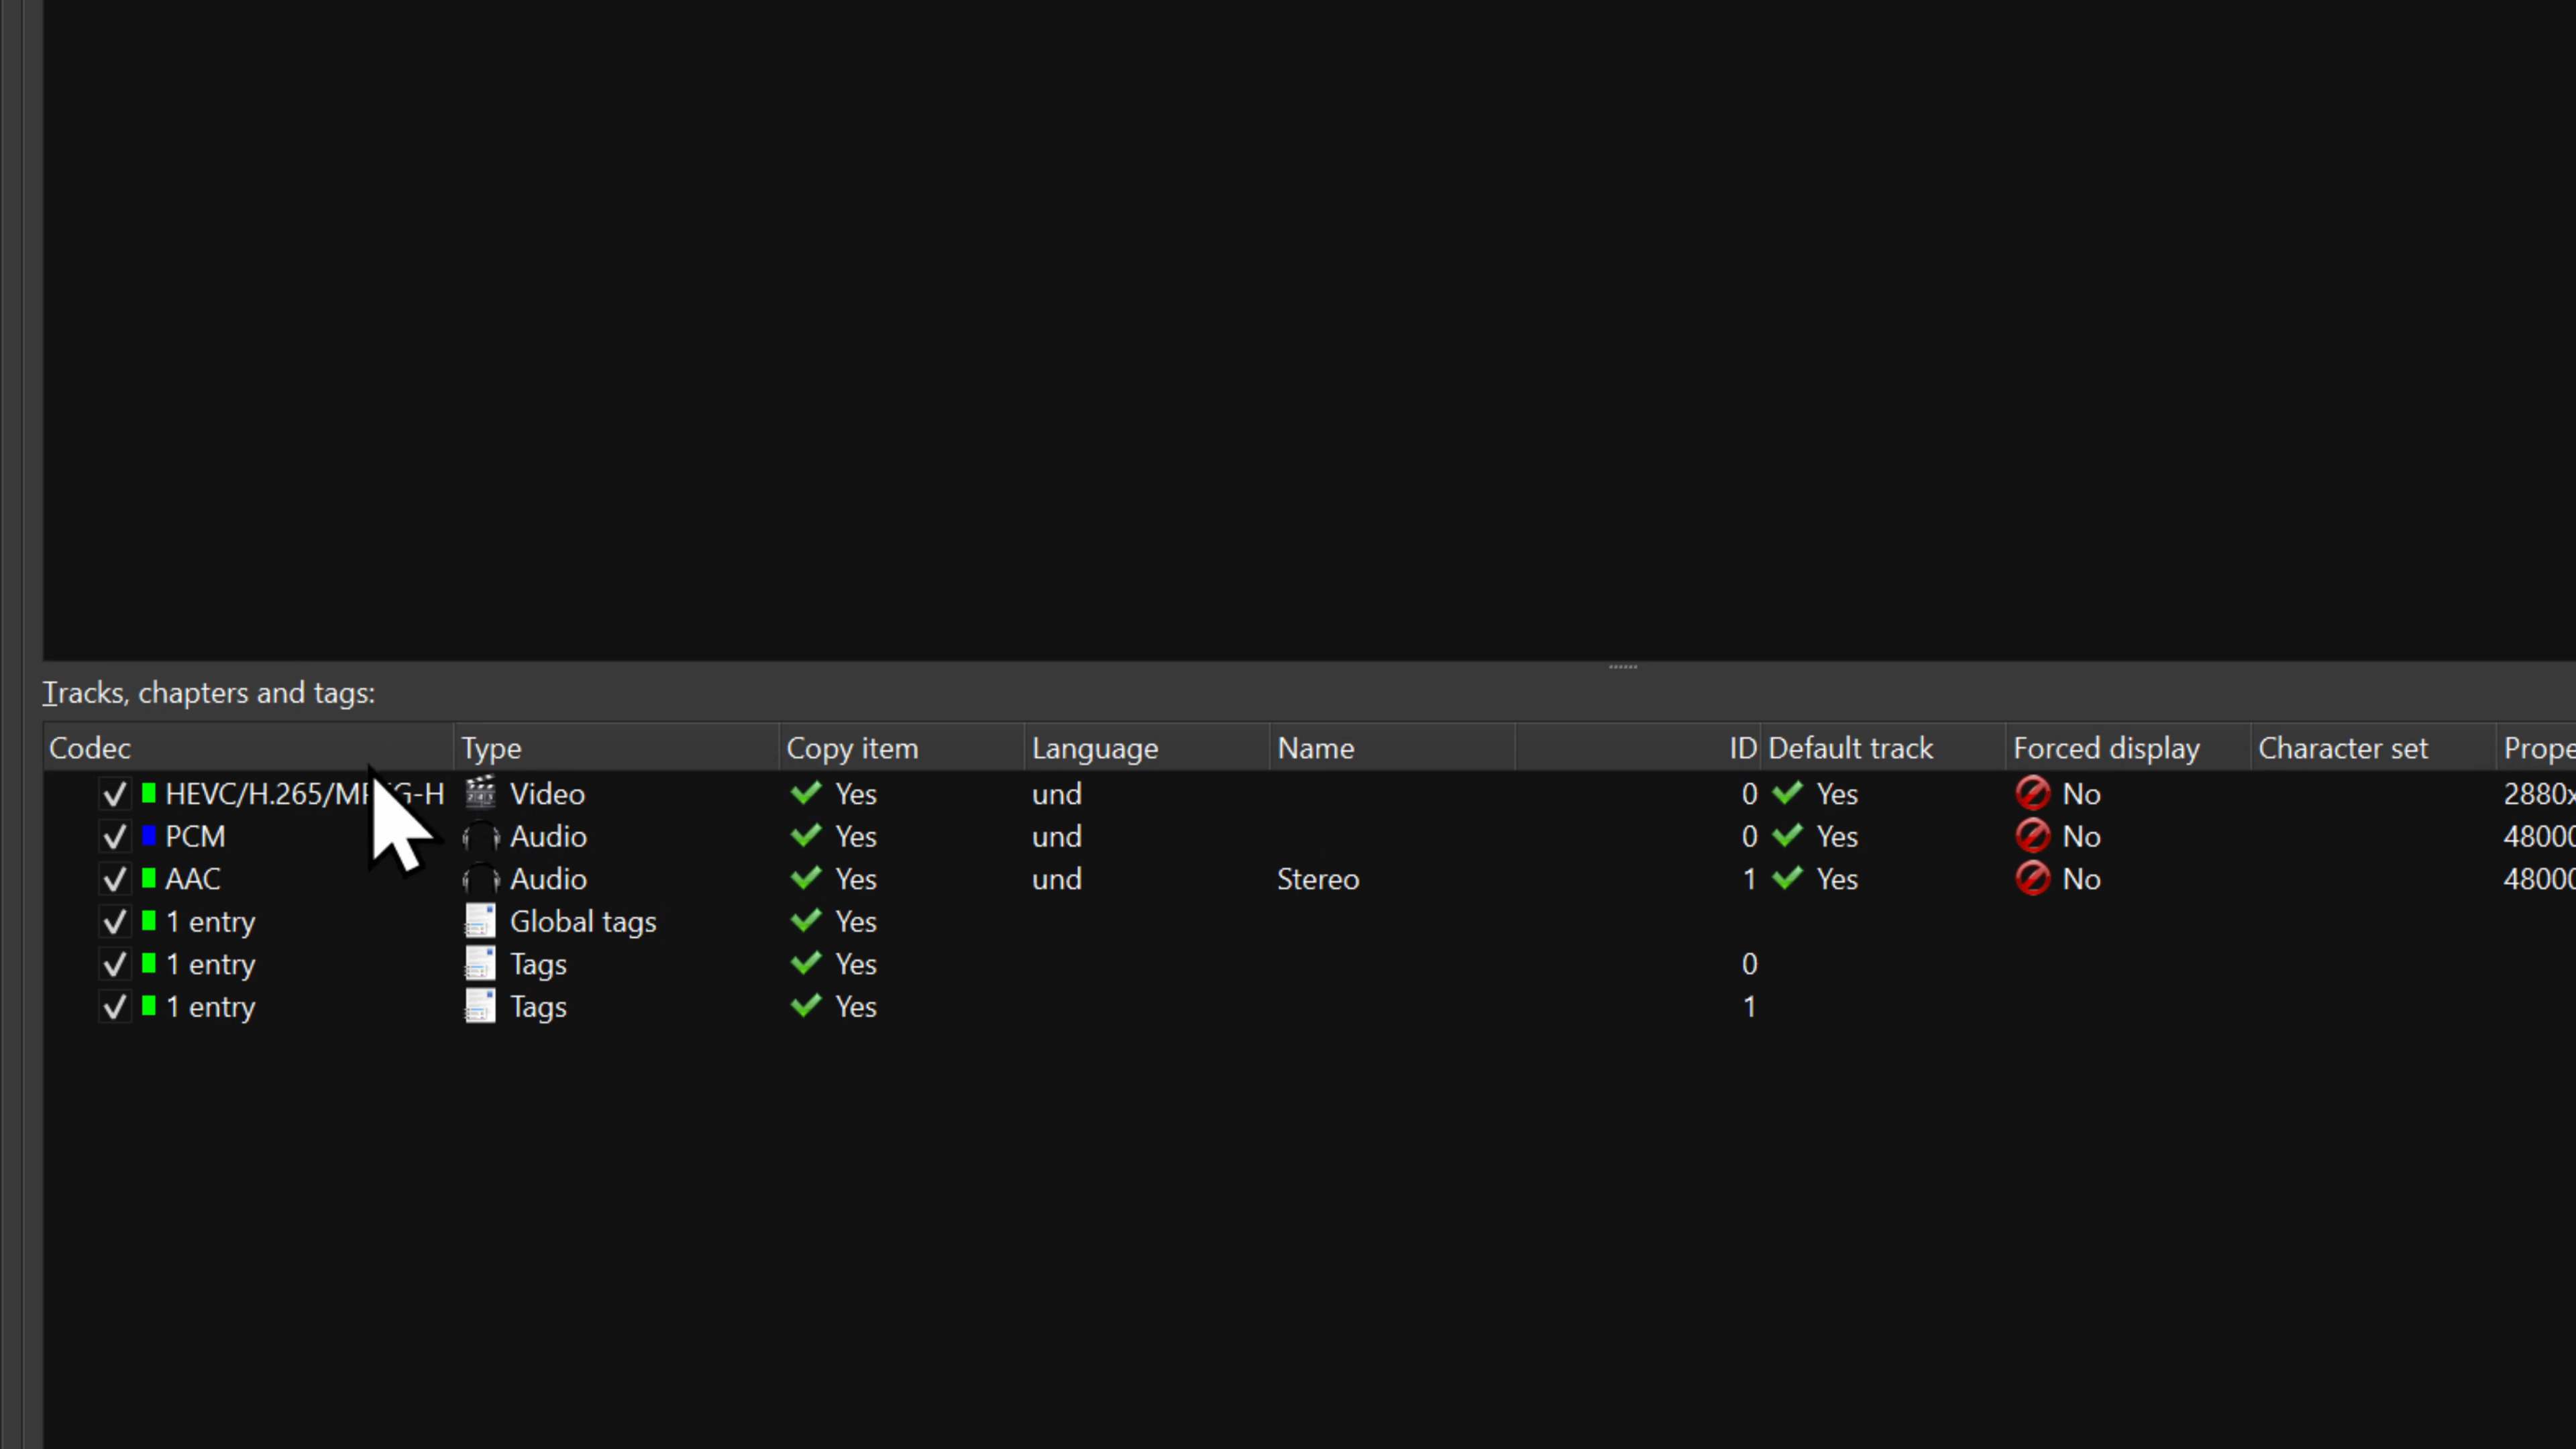 Tracks, chapters and tags:
Codec Type Copy item Language Name ID Default track Forced display Character set
HEVC/H.265/ Video Yes und 0 Yes No
PCM Audio Yes und 0 Yes No
AAC Audio Yes und Stereo 1 Yes No
1 entry Global tags Yes
1 entry Tags Yes 0
1 entry Tags Yes 1